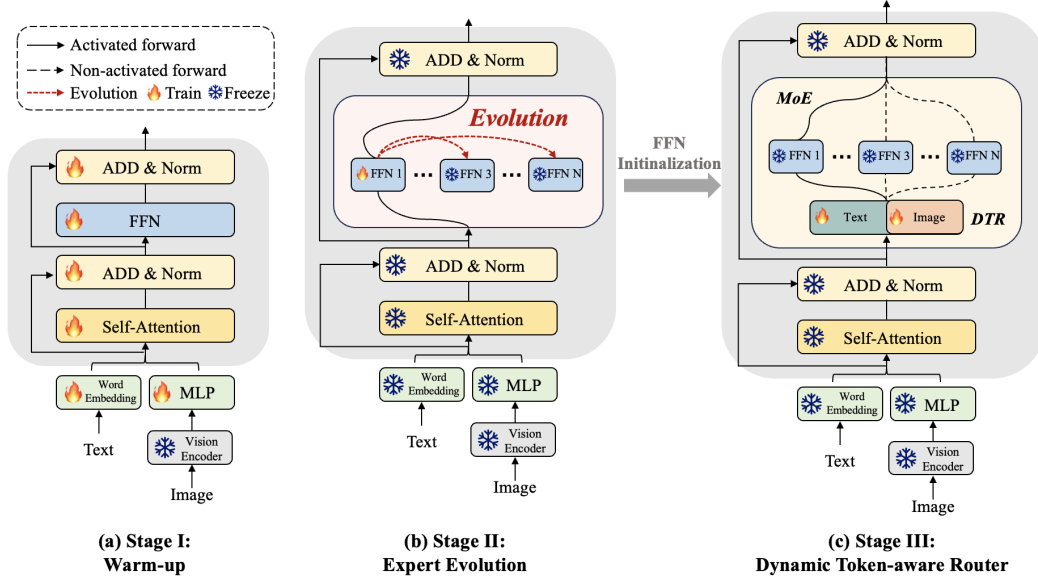 Activated forward
Non-activated forward
Evolution Train Freeze
ADD & Norm
FFN
ADD & Norm
Self-Attention
Word
Embedding
MLP
Text
Vision
Encoder
Image
(a) Stage I:
Warm-up
ADD & Norm
Evolution
FFN 1 ... FFN 3 ... FFN N
ADD & Norm
Self-Attention
Word
Embedding
MLP
Text
Vision
Encoder
Image
(b) Stage II:
Expert Evolution
FFN
Initinalization
ADD & Norm
MoE
FFN 1 ... FFN 3 ... FFN N
Text Image DTR
ADD & Norm
Self-Attention
Word
Embedding
MLP
Text
Vision
Encoder
Image
(c) Stage III:
Dynamic Token-aware Router